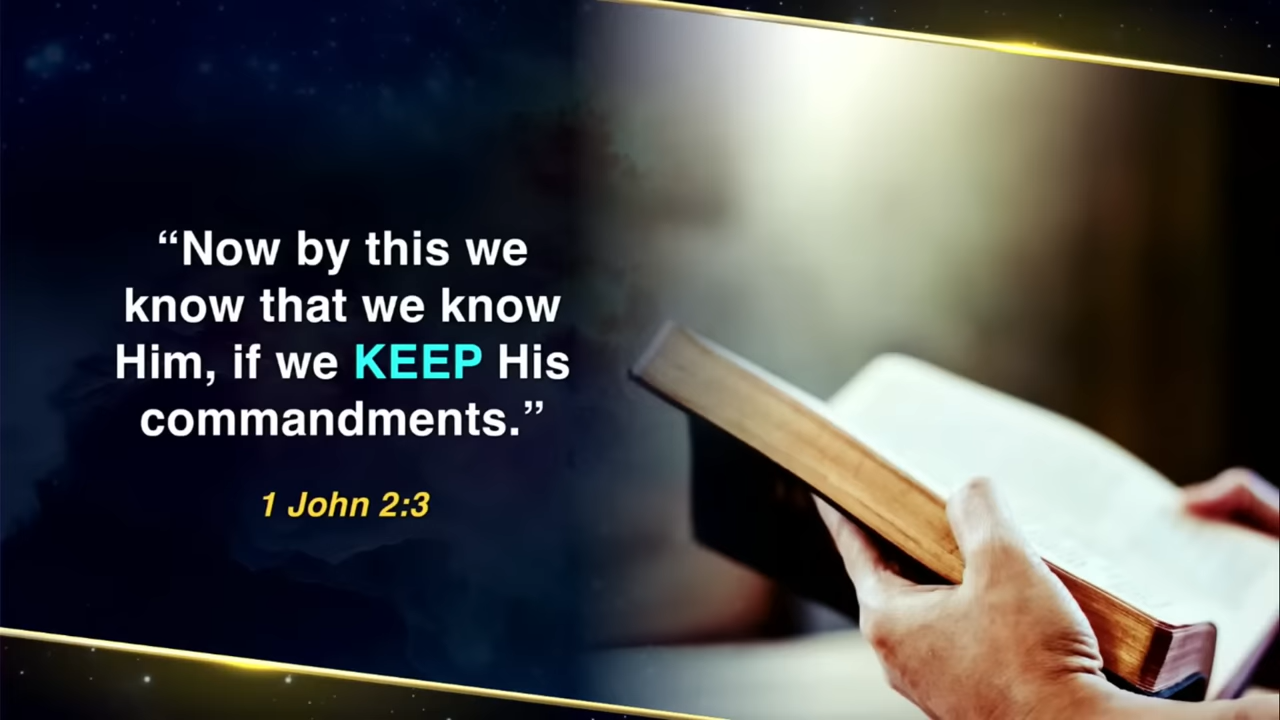 “Now by this we
know that we know
Him, if we KEEP His
commandments.”
1 John 2:3